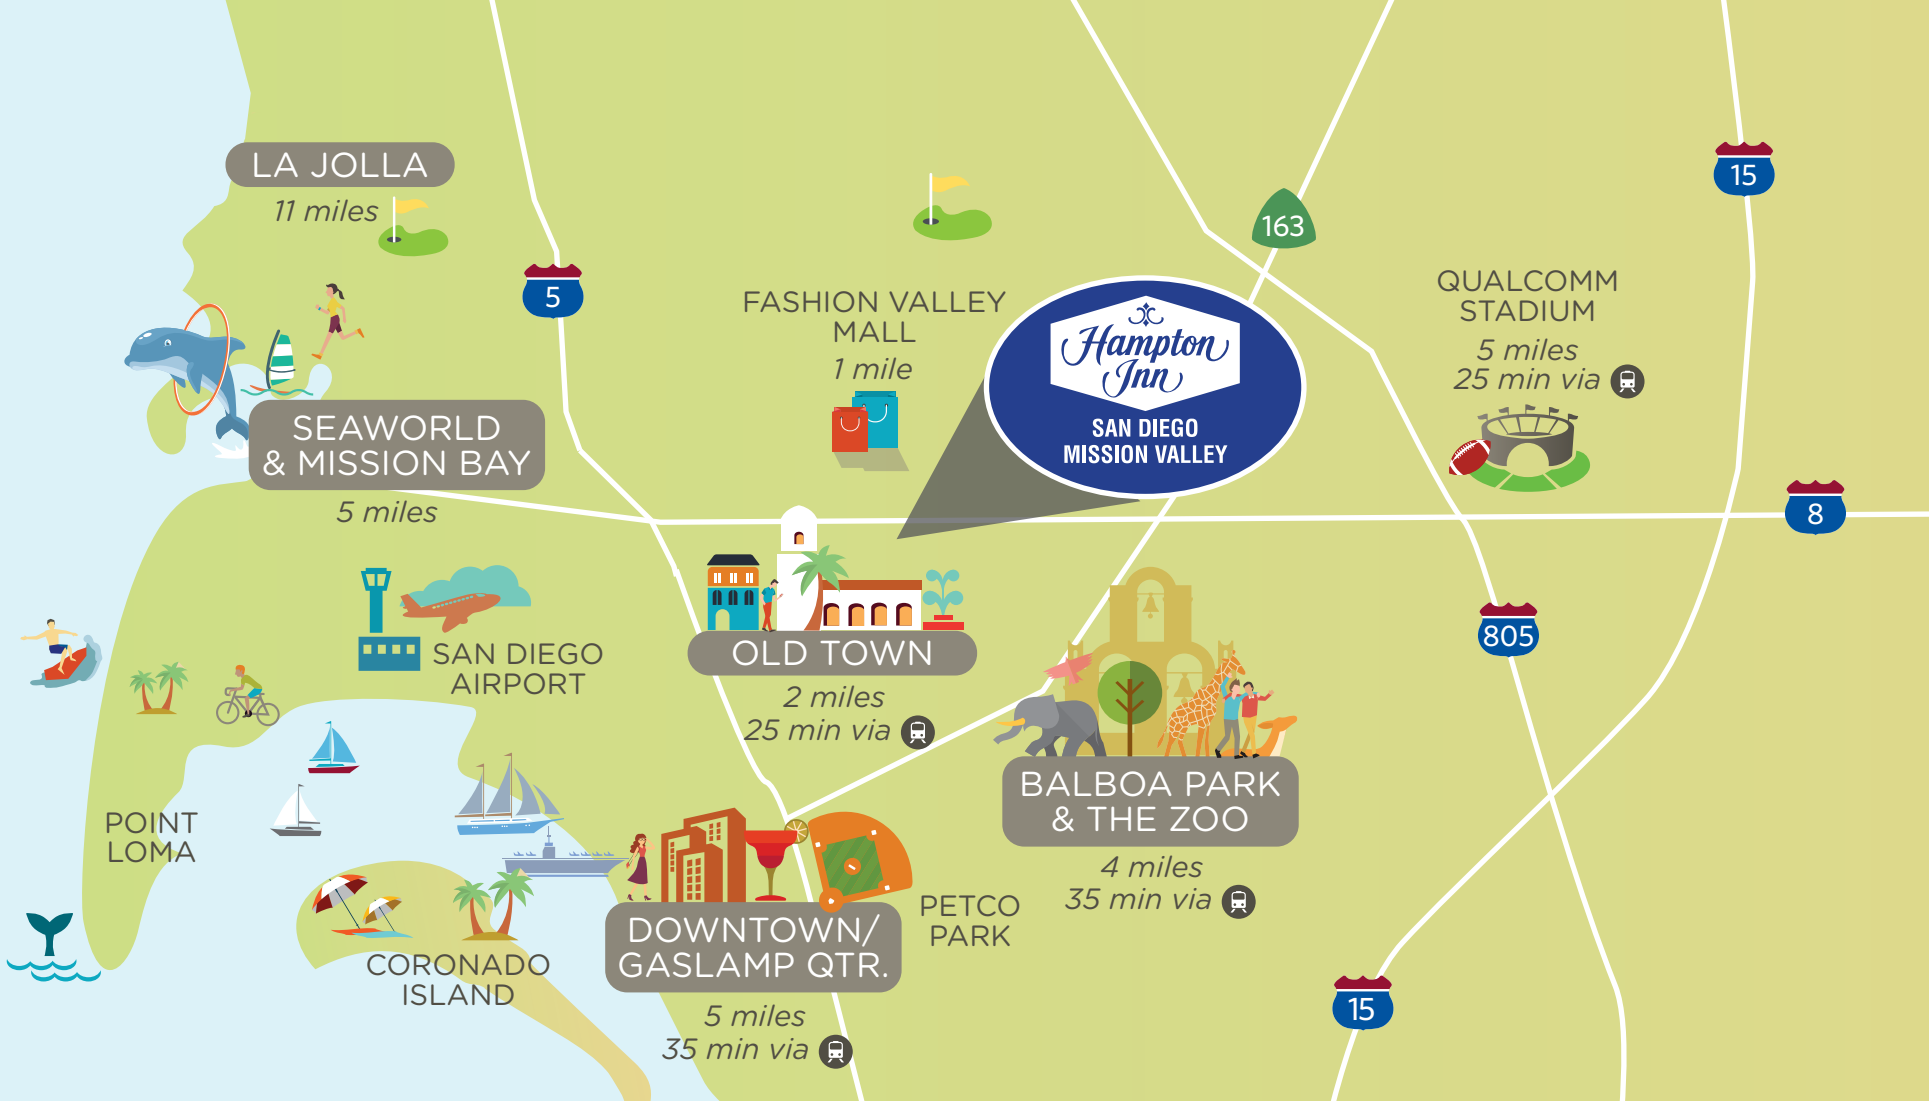 LA JOLLA
11 miles
5
163
15
FASHION VALLEY
MALL
1 mile
Hampton
Inn
SAN DIEGO
MISSION VALLEY
QUALCOMM
STADIUM
5 miles
25 min via
SEAWORLD
& MISSION BAY
5 miles
8
SAN DIEGO
AIRPORT
OLD TOWN
2 miles
25 min via
805
BALBOA PARK
& THE ZOO
4 miles
35 min via
POINT
LOMA
CORONADO
ISLAND
DOWNTOWN/
GASLAMP QTR.
5 miles
35 min via
PETCO
PARK
15